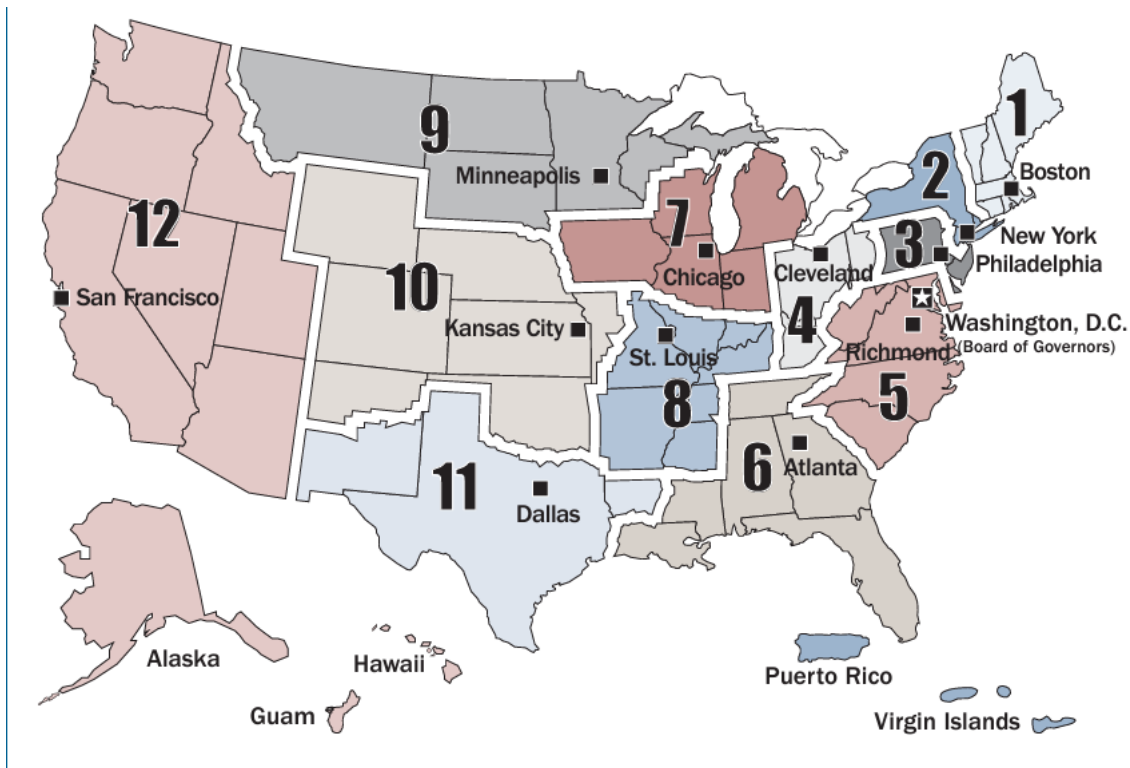 1
9
2
Minneapolis
Boston
7
12
3
New York
Philadelphia
Chicago
Cleveland
10
San Francisco
4
Kansas City
Washington, D.C.
(Board of Governors)
Richmond
St. Louis
8
5
6
Atlanta
11
Dallas
Alaska
Hawaii
Puerto Rico
Guam
Virgin Islands